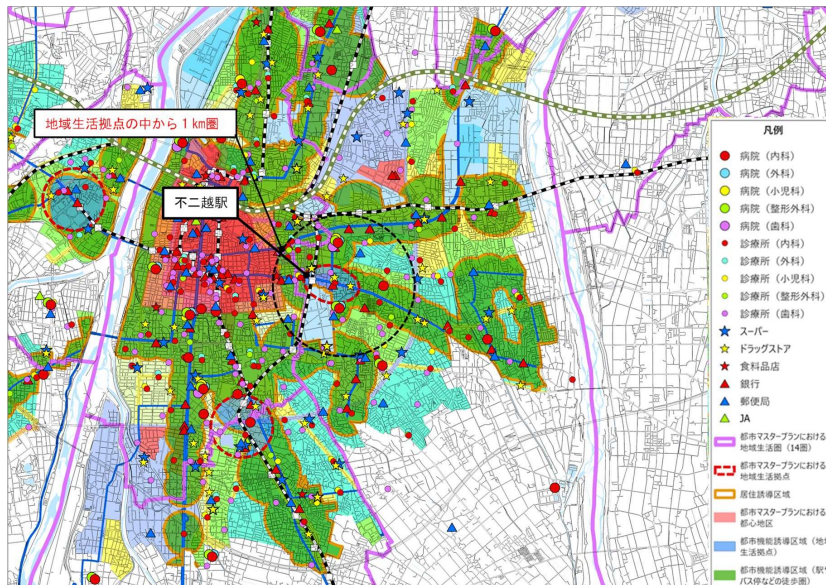 地域生活拠点の中から1km圏
不二越駅
凡例
病院（内科）
病院（外科）
病院（小児科）
病院（整形外科）
病院（歯科）
診療所（内科）
診療所（外科）
診療所（小児科）
診療所（整形外科）
診療所（歯科）
スーパー
ドラッグストア
食料品店
銀行
郵便局
JA
都市マスタープランにおける
地域生活圏（14圏）
都市マスタープランにおける
地域生活拠点
居住誘導区域
都市マスタープランにおける
都心地区
都市機能誘導区域（地域
生活拠点）
都市機能誘導区域（駅や
バス停などの徒歩圏）